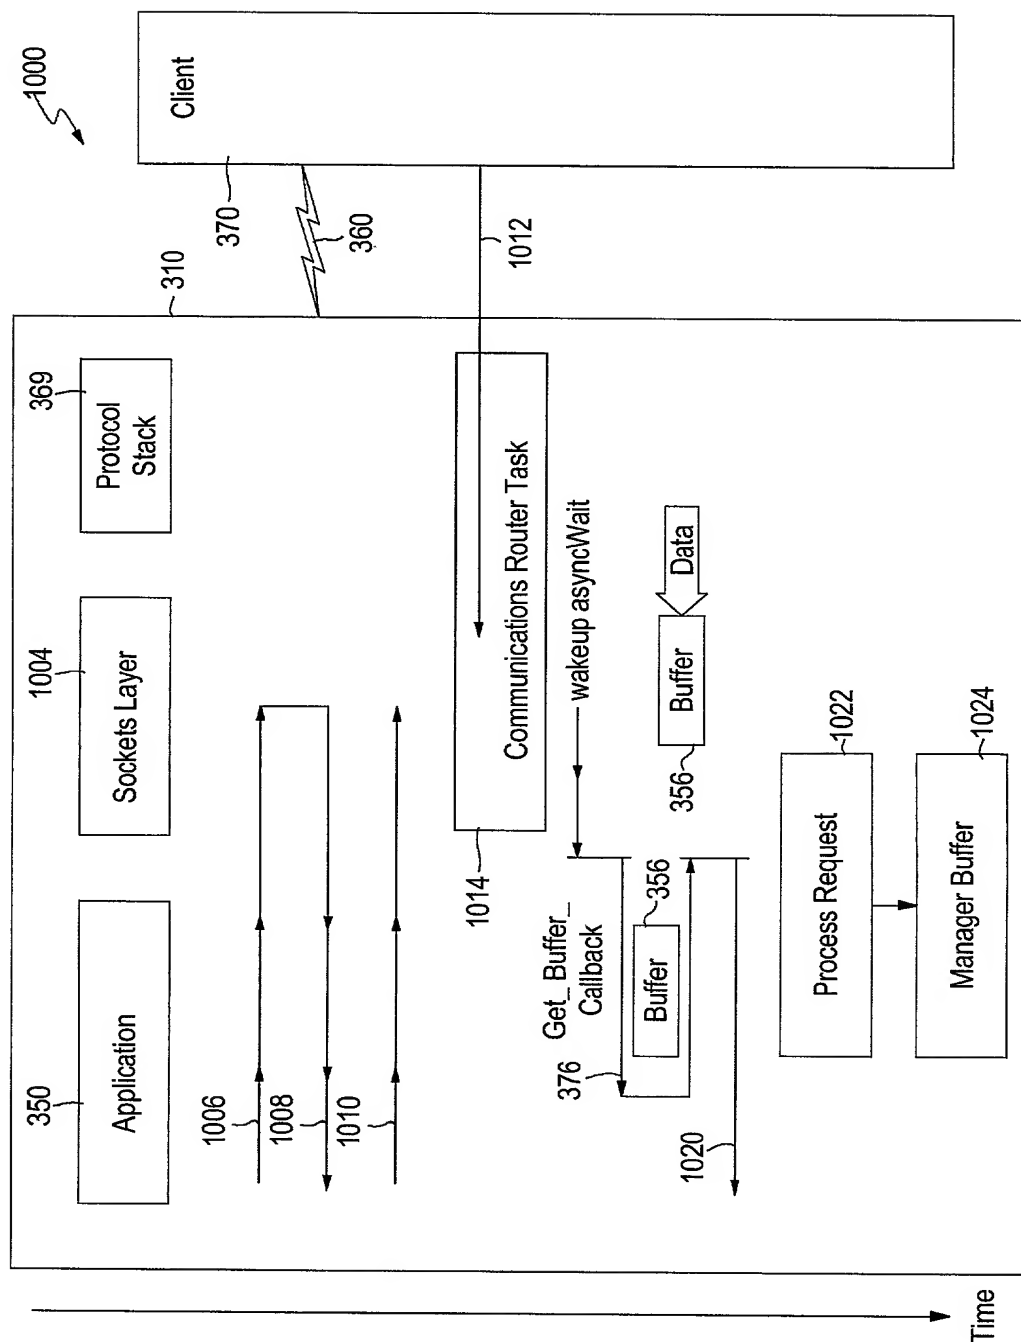 1000
310
350
Application
1004
Sockets Layer
369
Protocol
Stack
370
Client
360
1006
1008
1010
1012
1014
Communications Router Task
wakeup asyncWait
Get_Buffer_
Callback
376
Buffer
356
Buffer
356
Data
1020
Process Request
1022
Manager Buffer
1024
Time